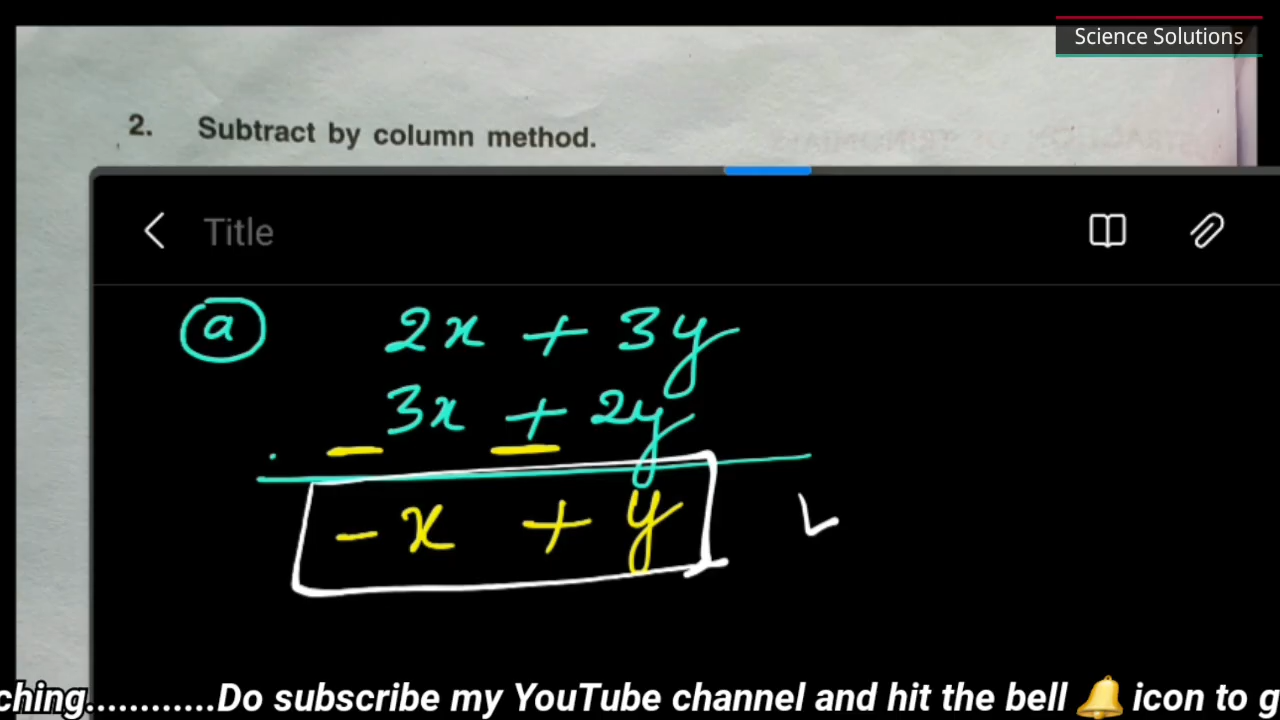 Science Solutions
2. Subtract by column method.
Title
a 2x + 3y
3x + 2y
- -
-x + y
ching............Do subscribe my YouTube channel and hit the bell 🔔 icon to g